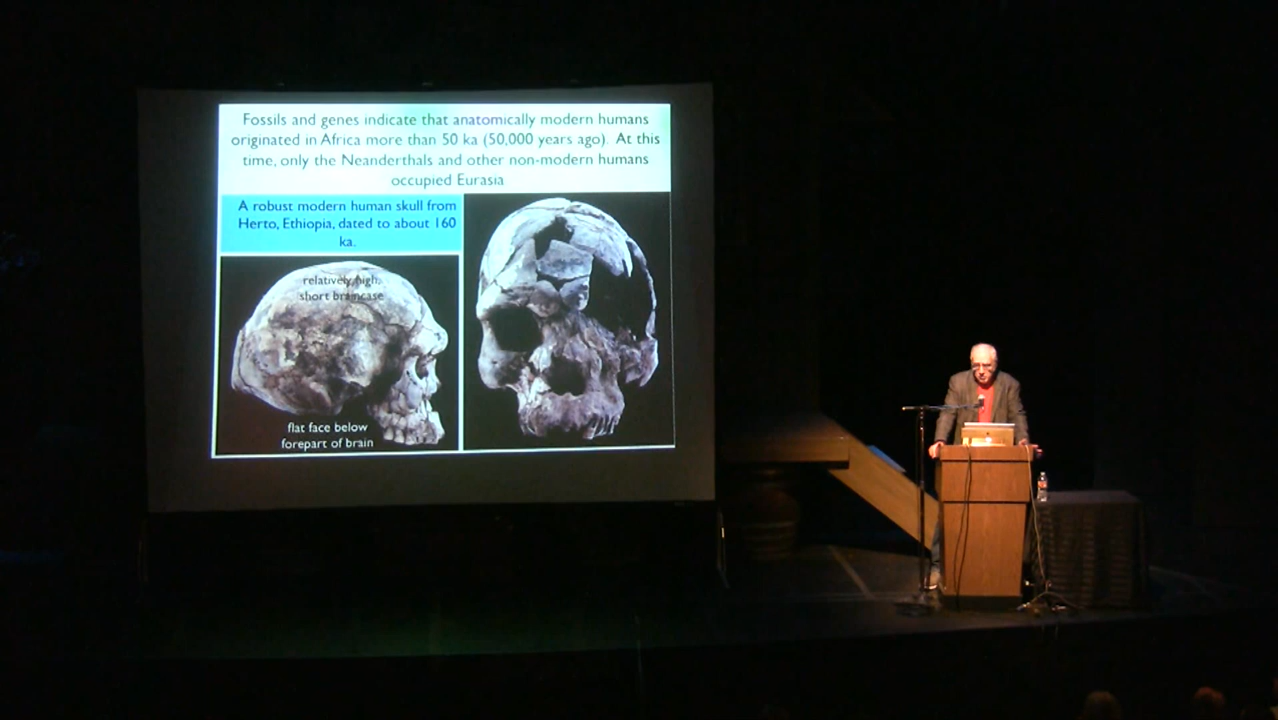 Fossils and genes indicate that anatomically modern humans
originated in Africa more than 50 ka (50,000 years ago). At this
time, only the Neanderthals and other non-modern humans
occupied Eurasia
A robust modern human skull from
Herto, Ethiopia, dated to about 160
ka.
relatively high,
short braincase
flat face below
forepart of brain